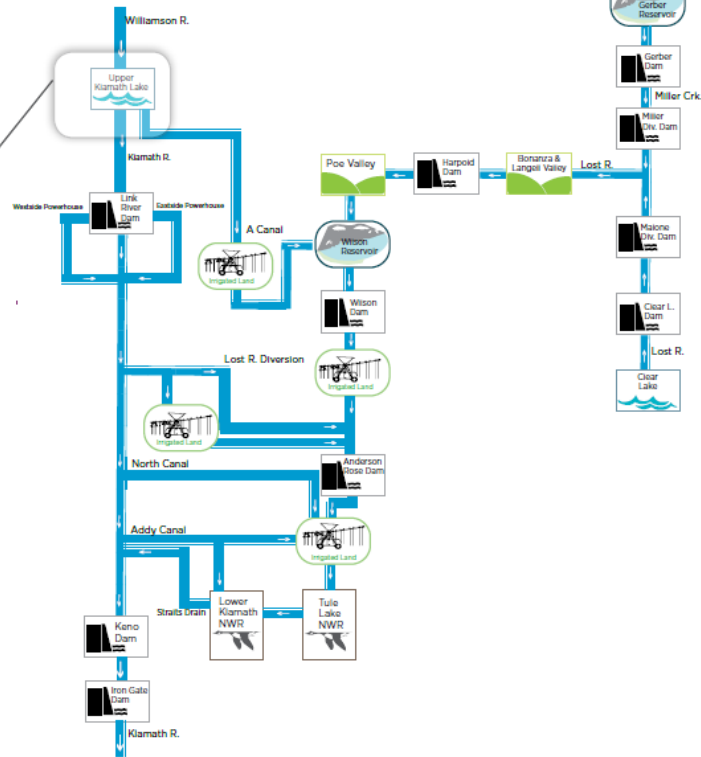 Gerber
Reservoir
Williamson R.
Gerber
Dam
Upper
Klamath Lake
Miller Crk.
Miller
Div. Dam
Klamath R.
Poe Valley
Harpold
Dam
Bonanza &
Langell Valley
Lost R.
Westside Powerhouse
Link
River
Dam
Eastside Powerhouse
A Canal
Wilson
Reservoir
Malone
Div. Dam
Irrigated Land
Wilson
Dam
Clear L.
Dam
Lost R. Diversion
Lost R.
Irrigated Land
Clear
Lake
Irrigated Land
North Canal
Anderson
Rose Dam
Addy Canal
Irrigated Land
Straits Drain
Lower
Klamath
NWR
Tule
Lake
NWR
Keno
Dam
Iron Gate
Dam
Klamath R.